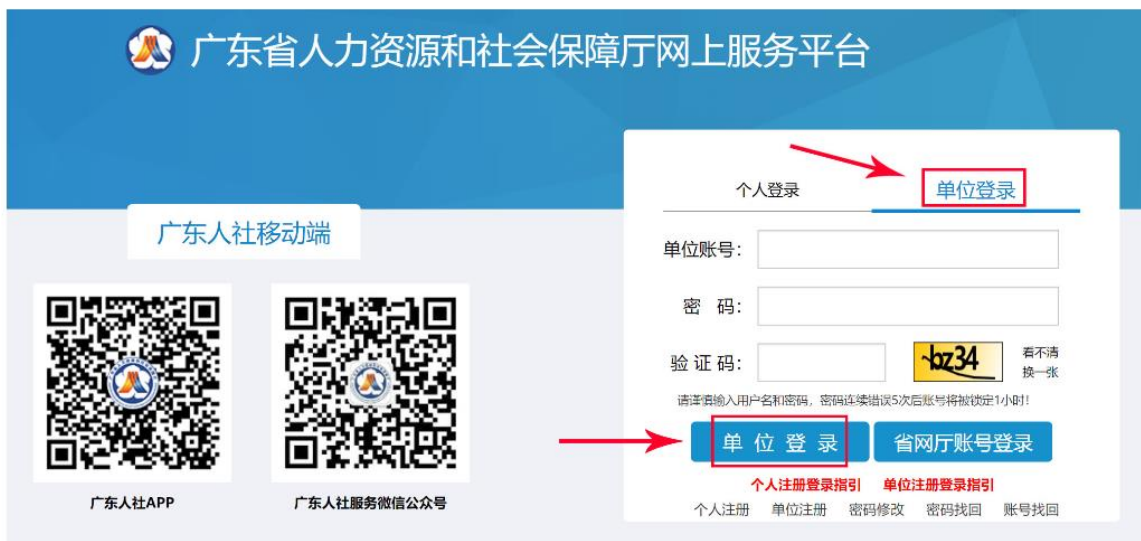 广东省人力资源和社会保障厅网上服务平台
个人登录 单位登录
广东人社移动端
单位账号：
密 码：
验 证 码：
bz34
看不清
换一张
请谨慎输入用户名和密码，密码连续错误5次后账号将被锁定1小时！
单 位 登 录 省网厅账号登录
个人注册登录指引 单位注册登录指引
个人注册 单位注册 密码修改 密码找回 账号找回
广东人社APP 广东人社服务微信公众号